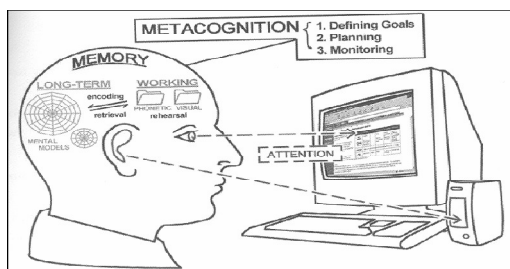 METACOGNITION
1. Defining Goals
2. Planning
3. Monitoring
MEMORY
LONG-TERM
WORKING
encoding
retrieval
PHONETIC VISUAL
rehearsal
MENTAL
MODELS
ATTENTION